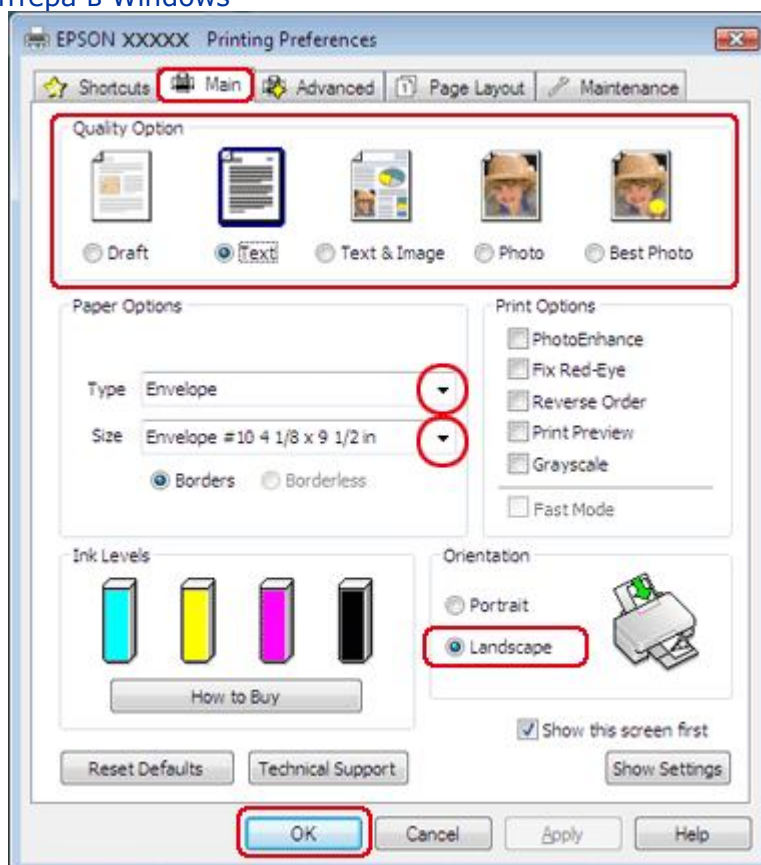 в Windows
EPSON XXXXX Printing Preferences
Shortcuts Main Advanced Page Layout Maintenance
Quality Option
Draft Text Text & Image Photo Best Photo
Paper Options
Type Envelope
Size Envelope #10 4 1/8 x 9 1/2 in
Borders Borderless
Print Options
PhotoEnhance
Fix Red-Eye
Reverse Order
Print Preview
Grayscale
Fast Mode
Ink Levels
How to Buy
Orientation
Portrait
Landscape
Show this screen first
Reset Defaults Technical Support Show Settings
OK Cancel Apply Help